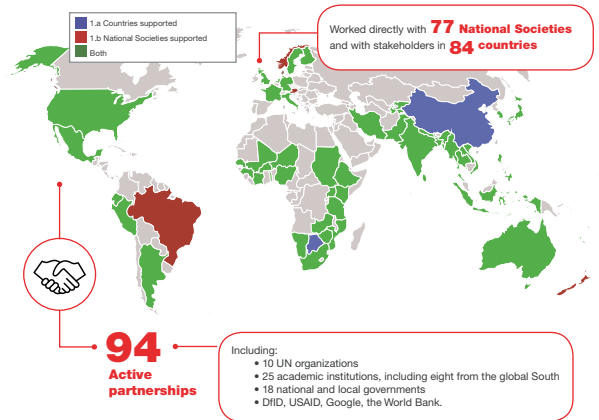 1.a Countries supported
1.b National Societies supported
Both
Worked directly with 77 National Societies
and with stakeholders in 84 countries
94
Active
partnerships
Including:
• 10 UN organizations
• 25 academic institutions, including eight from the global South
• 18 national and local governments
• DfID, USAID, Google, the World Bank.